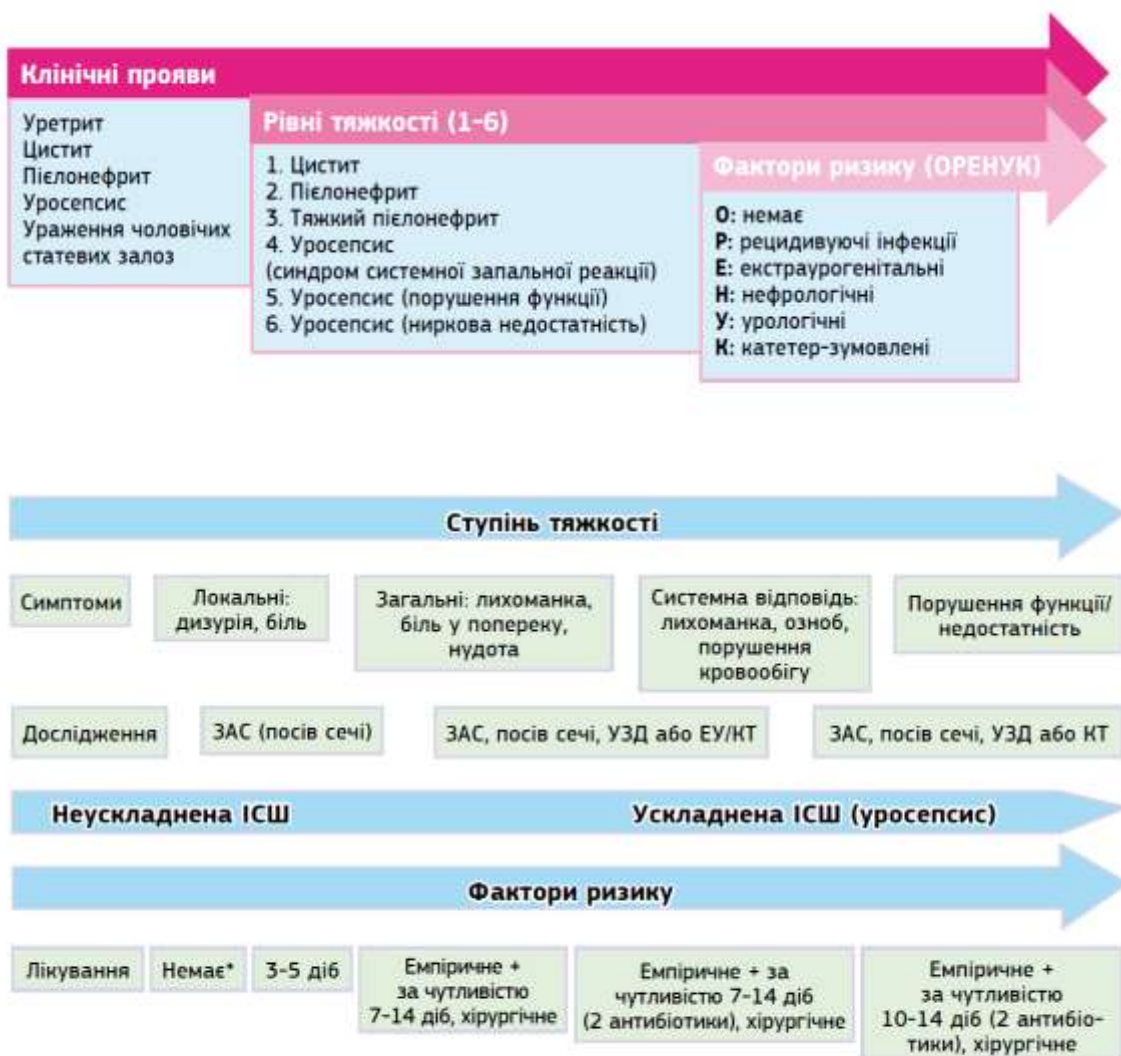 Клінічні прояви
Уретрит
Цистит
Пієлонефрит
Уросепсис
Ураження чоловічих
статевих залоз
Рівні тяжкості (1-6)
1. Цистит
2. Пієлонефрит
3. Тяжкий пієлонефрит
4. Уросепсис
(синдром системної запальної реакції)
5. Уросепсис (порушення функції)
6. Уросепсис (ниркова недостатність)
Фактори ризику (ОРЕНУК)
О: немає
Р: рецидивуючі інфекції
Е: екстраурогенітальні
Н: нефрологічні
У: урологічні
К: катетер-зумовлені
Ступінь тяжкості
Симптоми
Локальні:
дизурія, біль
Загальні: лихоманка,
біль у попереку,
нудота
Системна відповідь:
лихоманка, озноб,
порушення
кровообігу
Порушення функції/
недостатність
Дослідження
ЗАС (посів сечі)
ЗАС, посів сечі, УЗД або ЕУ/КТ
ЗАС, посів сечі, УЗД або КТ
Неускладнена ІСШ
Ускладнена ІСШ (уросепсис)
Фактори ризику
Лікування
Немає*
3-5 діб
Емпіричне +
за чутливістю
7-14 діб, хірургічне
Емпіричне + за
чутливістю 7-14 діб
(2 антибіотики), хірургічне
Емпіричне +
за чутливістю
10-14 діб (2 антибіо-
тики), хірургічне